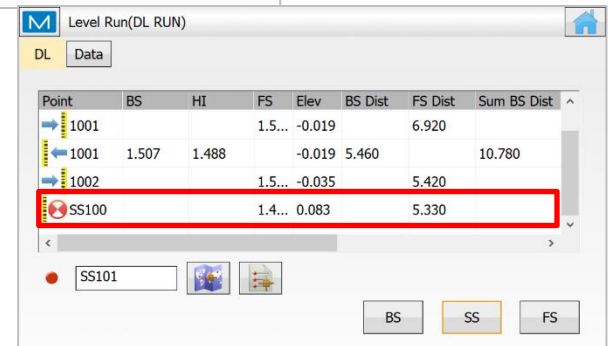 Level Run(DL RUN)
DL Data
Point BS HI FS Elev BS Dist FS Dist Sum BS Dist
1001 1.5... -0.019 6.920
1001 1.507 1.488 -0.019 5.460 10.780
1002 1.5... -0.035 5.420
SS100 1.4... 0.083 5.330
SS101
BS SS FS